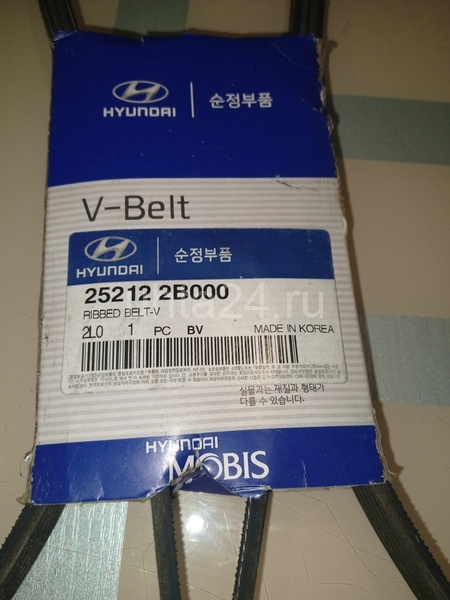 HYUNDAI 순정부품
V-Belt
HYUNDAI 순정부품
25212 2B000
RIBBED BELT-V
2L0 1 PC BV MADE IN KOREA
실물과는 재질과 형태가
다를 수 있습니다.
HYUNDAI
MOBIS